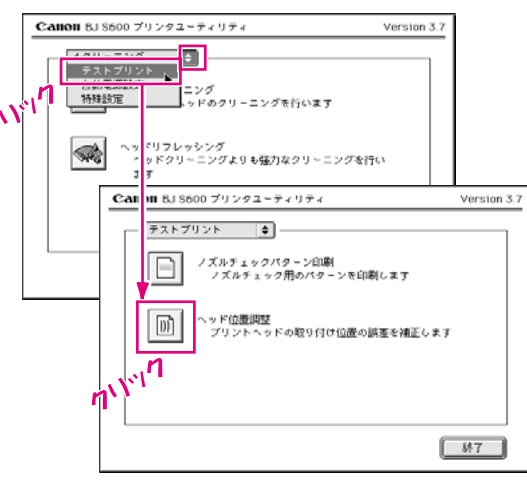 Canon BJ S600 プリンタユーティリティ Version 3.7
クリーニング
テストプリント
特殊設定
ニング
ッドのクリーニングを行います
クリック
ヘッドリフレッシング
ヘッドクリーニングよりも強力なクリーニングを行い
ます
Canon BJ S600 プリンタユーティリティ Version 3.7
テストプリント
ノズルチェックパターン印刷
ノズルチェック用のパターンを印刷します
ヘッド位置調整
プリントヘッドの取り付け位置の誤差を補正します
クリック
終了